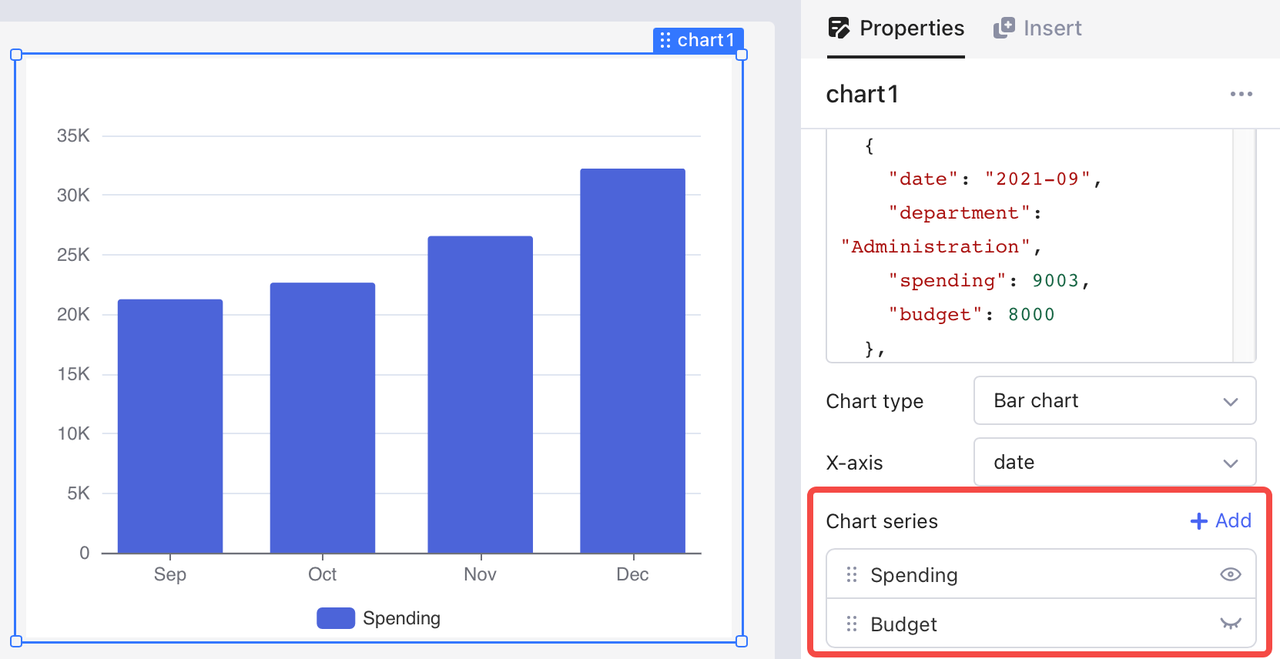 chart1
35K
30K
25K
20K
15K
10K
5K
0
Sep Oct Nov Dec
Spending
Properties Insert
chart1
{
"date": "2021-09",
"department":
"Administration",
"spending": 9003,
"budget": 8000
},
Chart type Bar chart
X-axis date
Chart series + Add
Spending
Budget